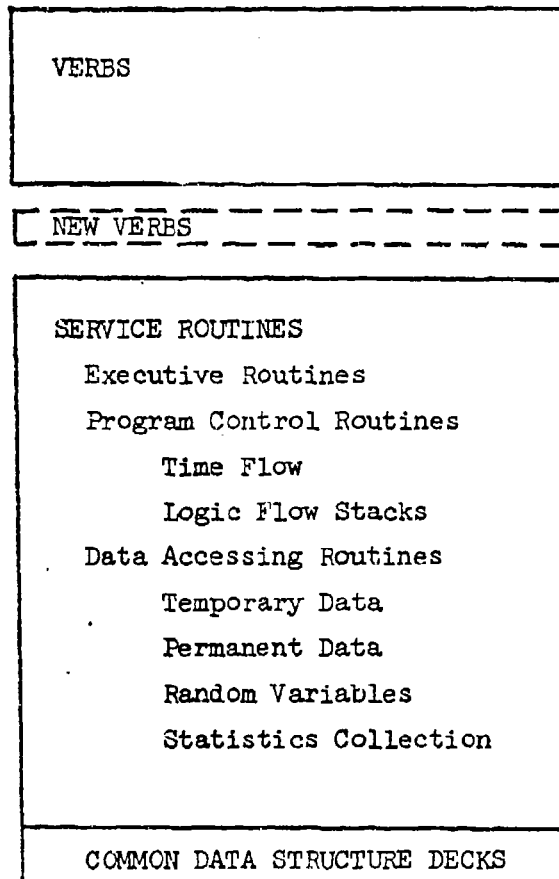 VERBS
NEW VERBS
SERVICE ROUTINES
Executive Routines
Program Control Routines
Time Flow
Logic Flow Stacks
Data Accessing Routines
Temporary Data
Permanent Data
Random Variables
Statistics Collection
COMMON DATA STRUCTURE DECKS